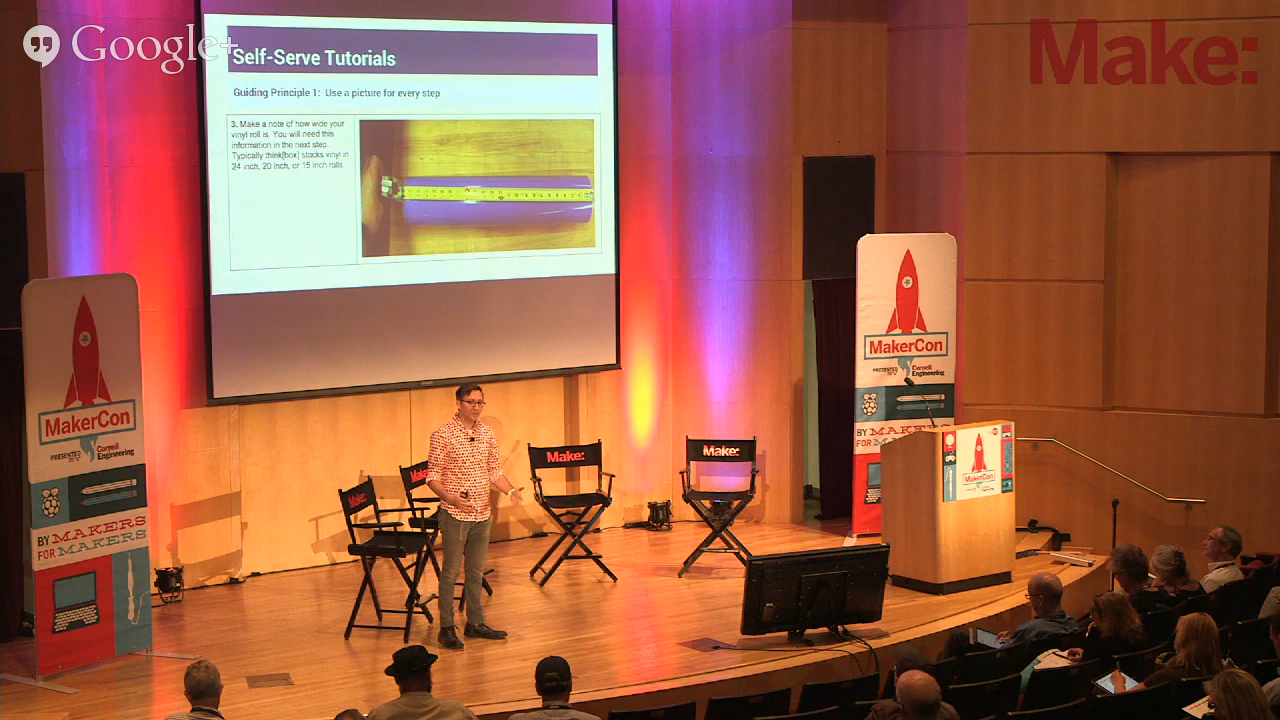 Google+
Make:
Self-Serve Tutorials
Guiding Principle 1: Use a picture for every step
3. Make a note of how wide your
vinyl roll is. You will need this
information in the next step.
Typically think[box] stocks vinyl in
24 inch, 20 inch, or 15 inch rolls.
MakerCon
PRESENTED BY
Cornell
Engineering
BY MAKERS
FOR MAKERS
Make:
Make:
Make:
Make:
MakerCon
PRESENTED BY
Cornell
Engineering
BY MAKERS
FOR MA
MakerCon